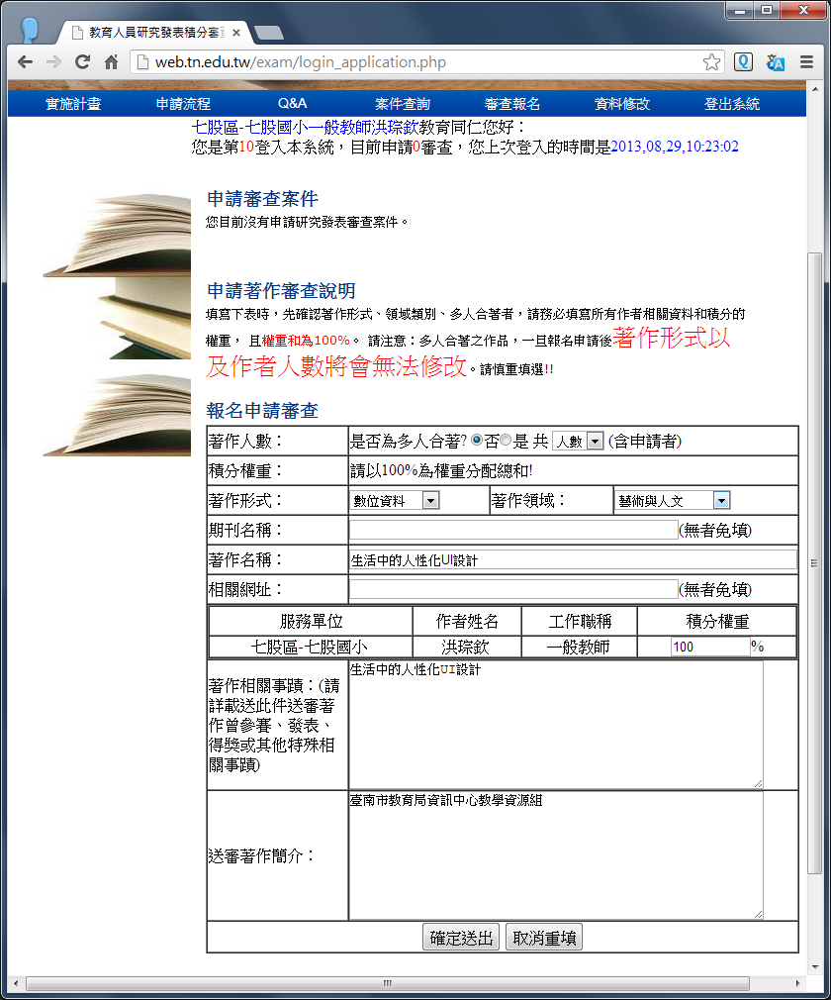 教育人員研究發表積分審
web.tn.edu.tw/exam/login_application.php
實施計畫 申請流程 Q&A 案件查詢 審查報名 資料修改 登出系統
七股區-七股國小一般教師洪琮欽教育同仁您好：
您是第10登入本系統，目前申請0審查，您上次登入的時間是2013,08,29,10:23:02
申請審查案件
您目前沒有申請研究發表審查案件。
申請著作審查說明
填寫下表時，先確認著作形式、領域類別、多人合著者，請務必填寫所有作者相關資料和積分的
權重， 且權重和為100%。 請注意：多人合著之作品，一旦報名申請後著作形式以
及作者人數將會無法修改。請慎重填選!!
報名申請審查
著作人數： 是否為多人合著? 否 是 共 人數 (含申請者)
積分權重： 請以100%為權重分配總和!
著作形式： 數位資料 著作領域： 藝術與人文
期刊名稱： (無者免填)
著作名稱： 生活中的人性化UI設計
相關網址： (無者免填)
服務單位 作者姓名 工作職稱 積分權重
七股區-七股國小 洪琮欽 一般教師 100 %
著作相關事蹟：(請
詳載送此件送審著
作曾參賽、發表、
得獎或其他特殊相
關事蹟)
生活中的人性化UI設計
送審著作簡介：
臺南市教育局資訊中心教學資源組
確定送出 取消重填